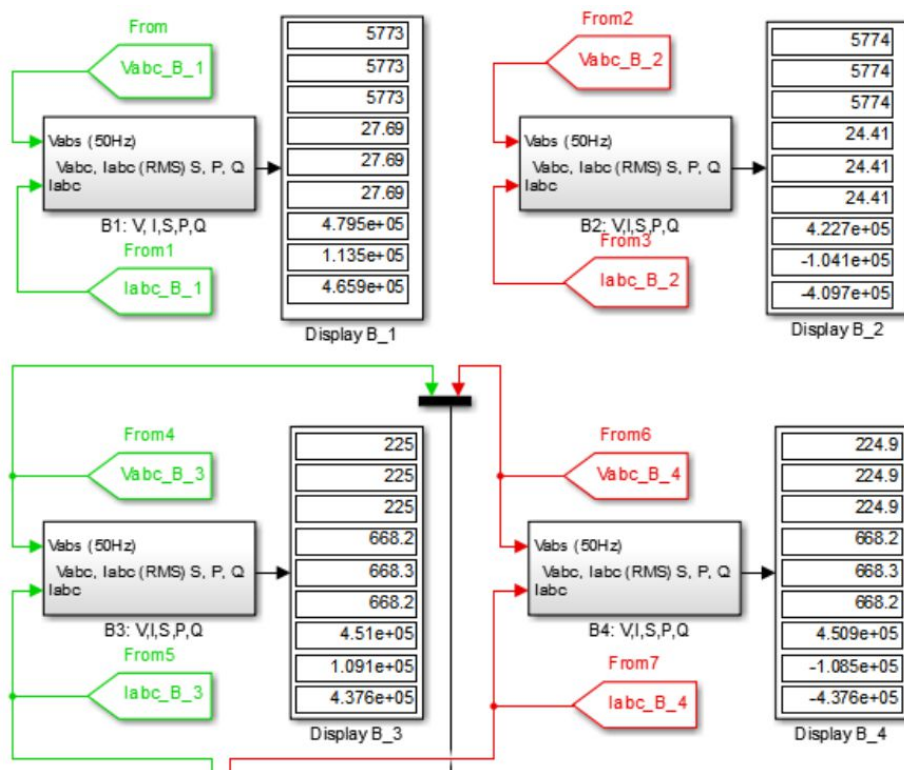 From
Vabc_B_1
Vabs (50Hz)
Vabc, Iabc (RMS) S, P, Q
Iabc
B1: V, I,S,P,Q
From1
Iabc_B_1
5773
5773
5773
27.69
27.69
27.69
4.795e+05
1.135e+05
4.659e+05
Display B_1
From2
Vabc_B_2
Vabs (50Hz)
Vabc, Iabc (RMS) S, P, Q
Iabc
B2: V,I,S,P,Q
From3
Iabc_B_2
5774
5774
5774
24.41
24.41
24.41
4.227e+05
-1.041e+05
-4.097e+05
Display B_2
From4
Vabc_B_3
Vabs (50Hz)
Vabc, Iabc (RMS) S, P, Q
Iabc
B3: V,I,S,P,Q
From5
Iabc_B_3
225
225
225
668.2
668.3
668.2
4.51e+05
1.091e+05
4.376e+05
Display B_3
From6
Vabc_B_4
Vabs (50Hz)
Vabc, Iabc (RMS) S, P, Q
Iabc
B4: V,I,S,P,Q
From7
Iabc_B_4
224.9
224.9
224.9
668.2
668.3
668.2
4.509e+05
-1.085e+05
-4.376e+05
Display B_4